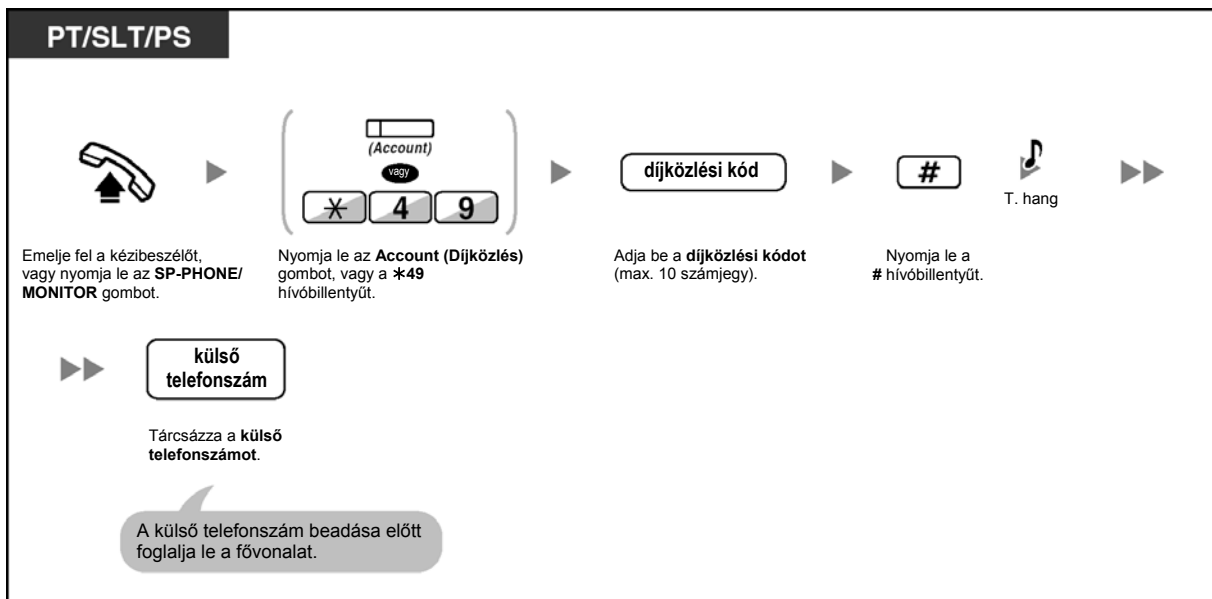 PT/SLT/PS
(Account)
vagy
* 4 9
díjközlési kód
#
T. hang
Emelje fel a kézibeszélőt,
vagy nyomja le az SP-PHONE/
MONITOR gombot.
Nyomja le az Account (Díjközlés)
gombot, vagy a *49
hívóbillentyűt.
Adja be a díjközlési kódot
(max. 10 számjegy).
Nyomja le a
# hívóbillentyűt.
külső
telefonszám
Tárcsázza a külső
telefonszámot.
A külső telefonszám beadása előtt
foglalja le a fővonalat.